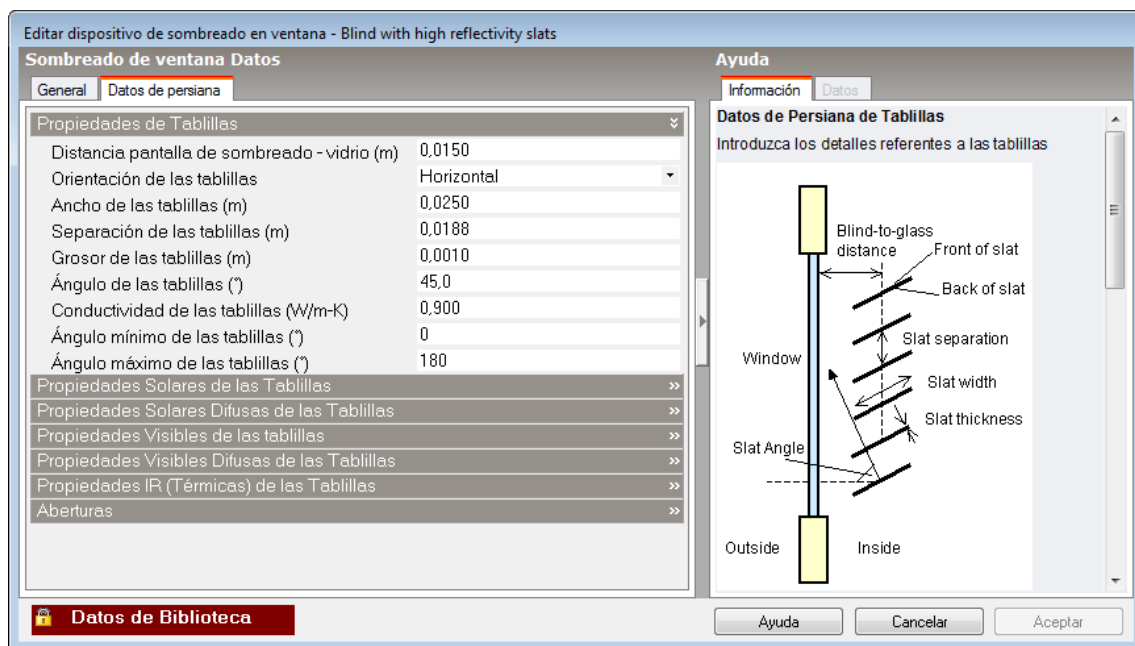 Editar dispositivo de sombreado en ventana - Blind with high reflectivity slats
Sombreado de ventana Datos
General Datos de persiana
Propiedades de Tablillas
Distancia pantalla de sombreado - vidrio (m) 0,0150
Orientación de las tablillas Horizontal
Ancho de las tablillas (m) 0,0250
Separación de las tablillas (m) 0,0188
Grosor de las tablillas (m) 0,0010
Ángulo de las tablillas (°) 45,0
Conductividad de las tablillas (W/m-K) 0,900
Ángulo mínimo de las tablillas (°) 0
Ángulo máximo de las tablillas (°) 180
Propiedades Solares de las Tablillas
Propiedades Solares Difusas de las Tablillas
Propiedades Visibles de las tablillas
Propiedades Visibles Difusas de las Tablillas
Propiedades IR (Térmicas) de las Tablillas
Aberturas
Datos de Biblioteca
Ayuda
Información Datos
Datos de Persiana de Tablillas
Introduzca los detalles referentes a las tablillas
Blind-to-glass
distance
Front of slat
Back of slat
Slat separation
Window
Slat width
Slat thickness
Slat Angle
Outside Inside
Ayuda Cancelar Aceptar